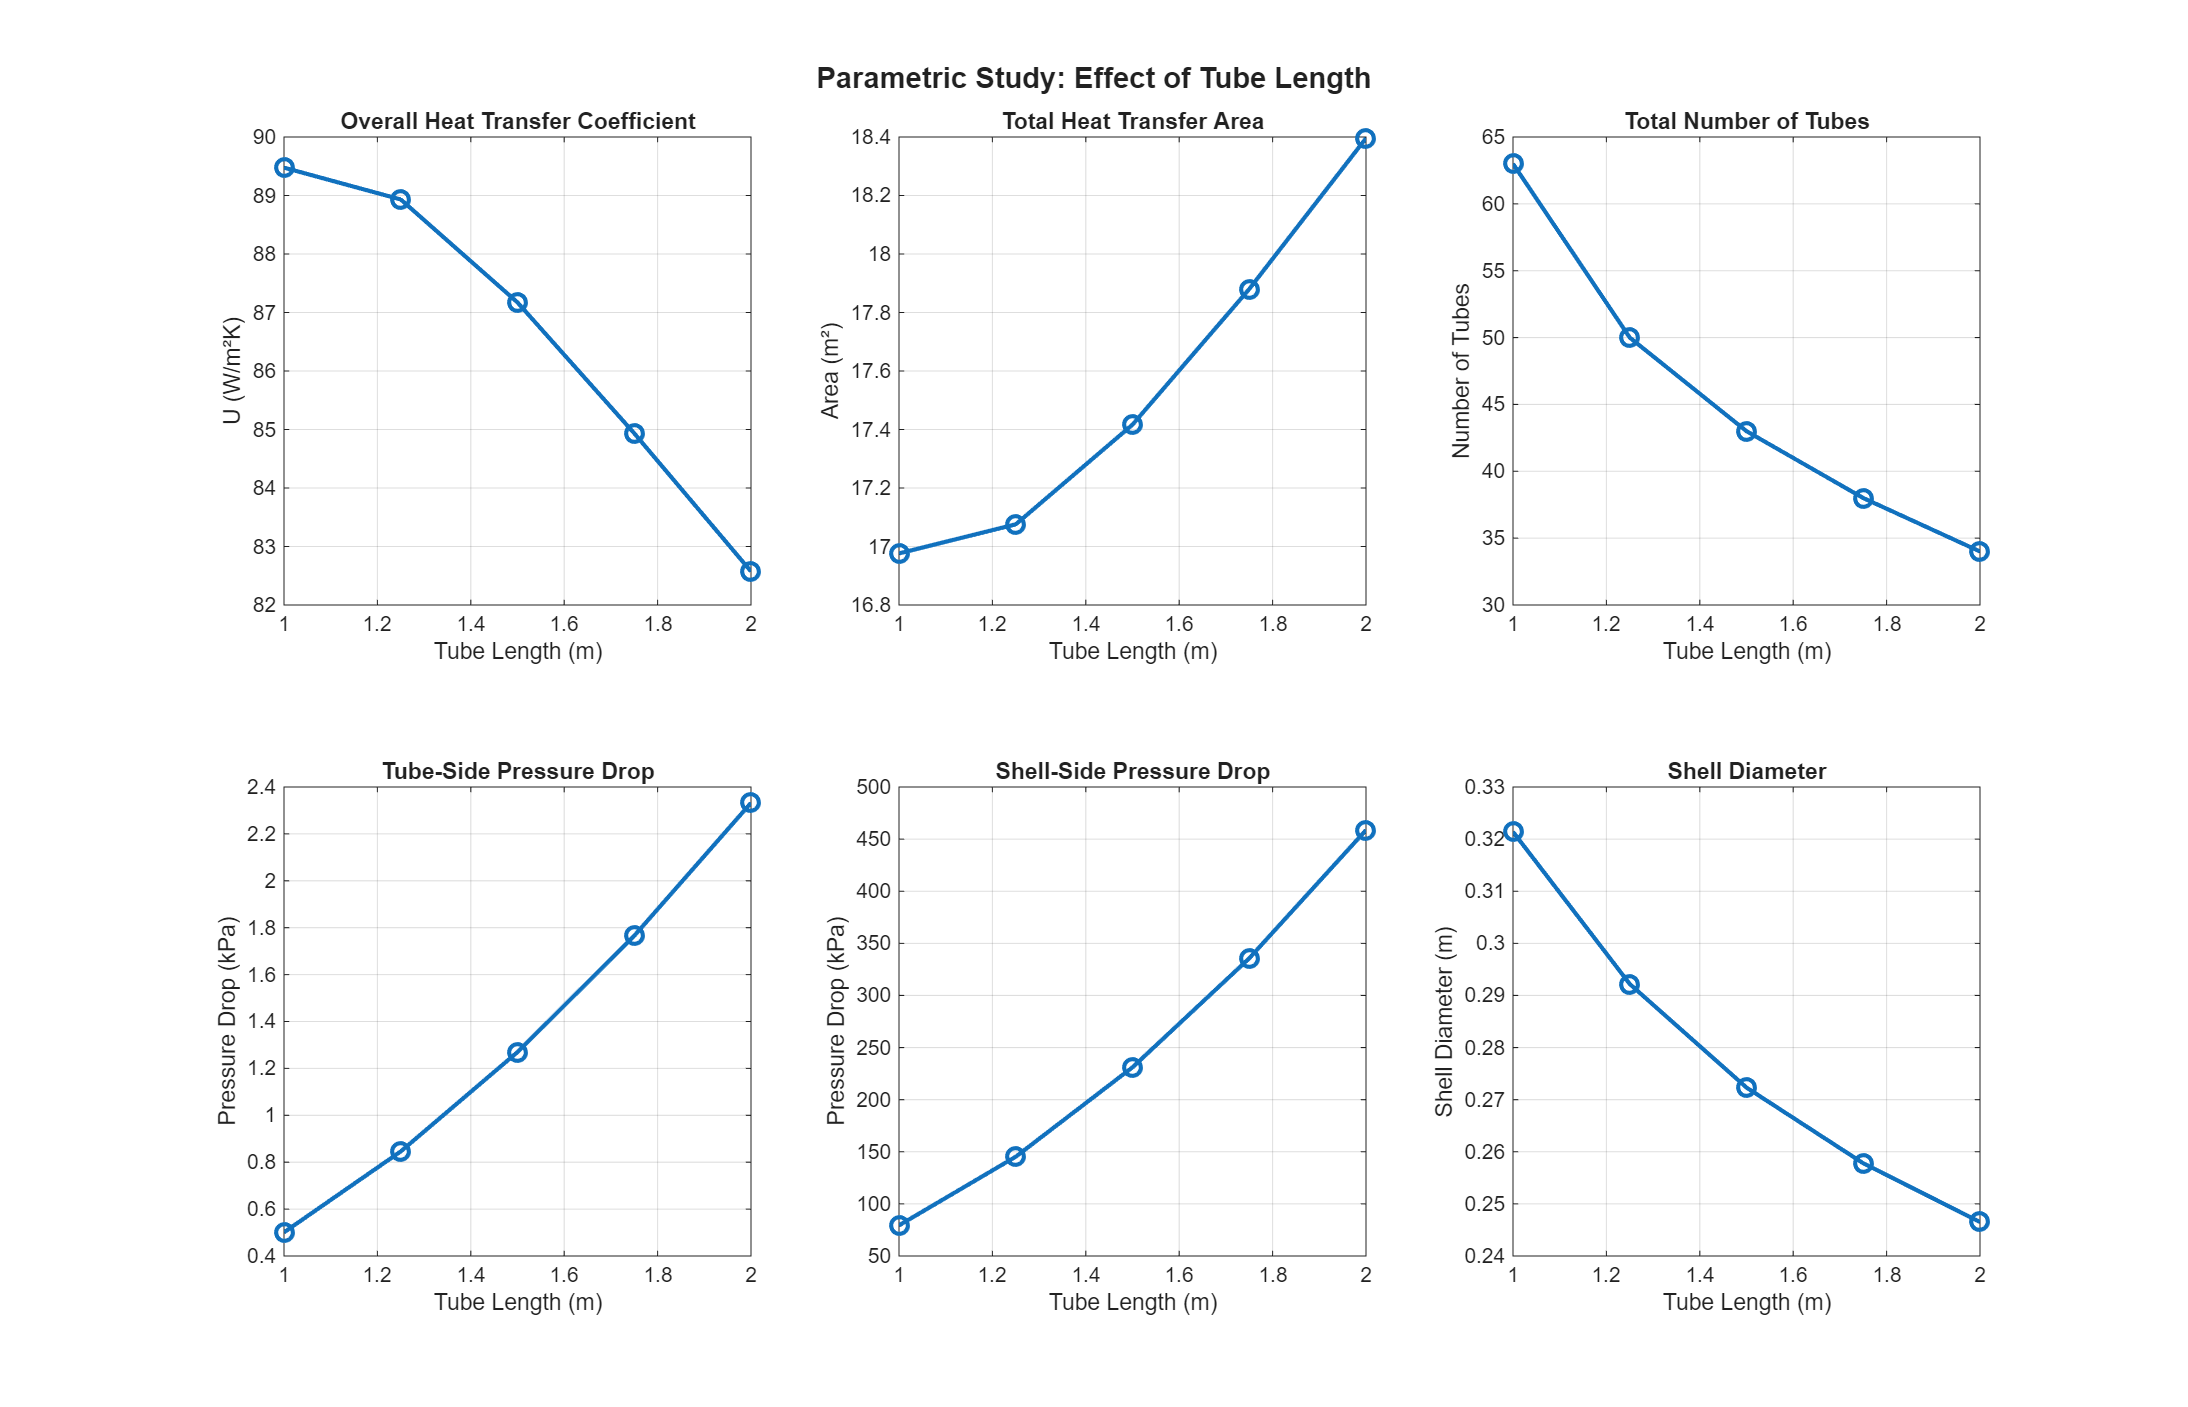 Parametric Study: Effect of Tube Length
Overall Heat Transfer Coefficient
90
89
88
87
86
85
84
83
82
U (W/m²K)
1 1.2 1.4 1.6 1.8 2
Tube Length (m)
Total Heat Transfer Area
18.4
18.2
18
17.8
17.6
17.4
17.2
17
16.8
Area (m²)
1 1.2 1.4 1.6 1.8 2
Tube Length (m)
Total Number of Tubes
65
60
55
50
45
40
35
30
Number of Tubes
1 1.2 1.4 1.6 1.8 2
Tube Length (m)
Tube-Side Pressure Drop
2.4
2.2
2
1.8
1.6
1.4
1.2
1
0.8
0.6
0.4
Pressure Drop (kPa)
1 1.2 1.4 1.6 1.8 2
Tube Length (m)
Shell-Side Pressure Drop
500
450
400
350
300
250
200
150
100
50
Pressure Drop (kPa)
1 1.2 1.4 1.6 1.8 2
Tube Length (m)
Shell Diameter
0.33
0.32
0.31
0.3
0.29
0.28
0.27
0.26
0.25
0.24
Shell Diameter (m)
1 1.2 1.4 1.6 1.8 2
Tube Length (m)